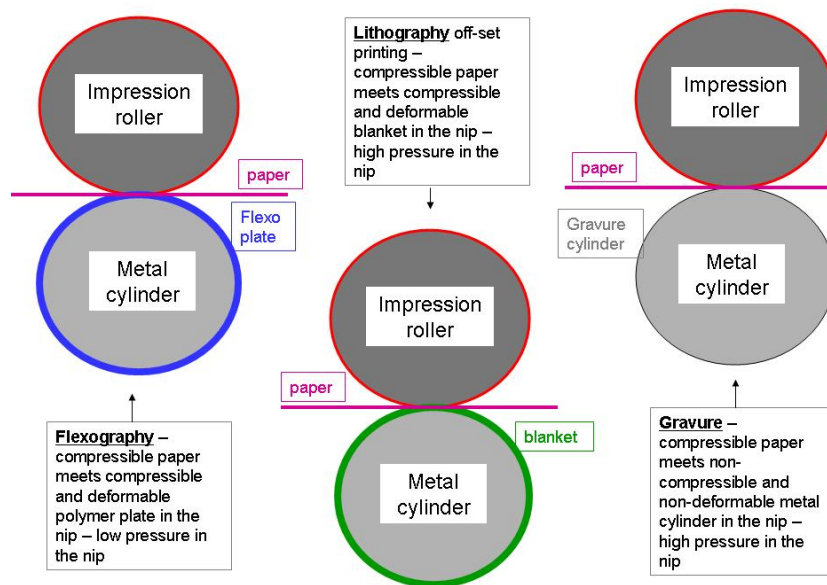 Impression
roller
paper
Flexo
plate
Metal
cylinder
Flexography –
compressible paper
meets compressible
and deformable
polymer plate in the
nip – low pressure in
the nip
Lithography off-set
printing –
compressible paper
meets compressible
and deformable
blanket in the nip –
high pressure in the
nip
Impression
roller
paper
blanket
Metal
cylinder
Impression
roller
paper
Gravure
cylinder
Metal
cylinder
Gravure –
compressible paper
meets non-
compressible and
non-deformable metal
cylinder in the nip –
high pressure in the nip